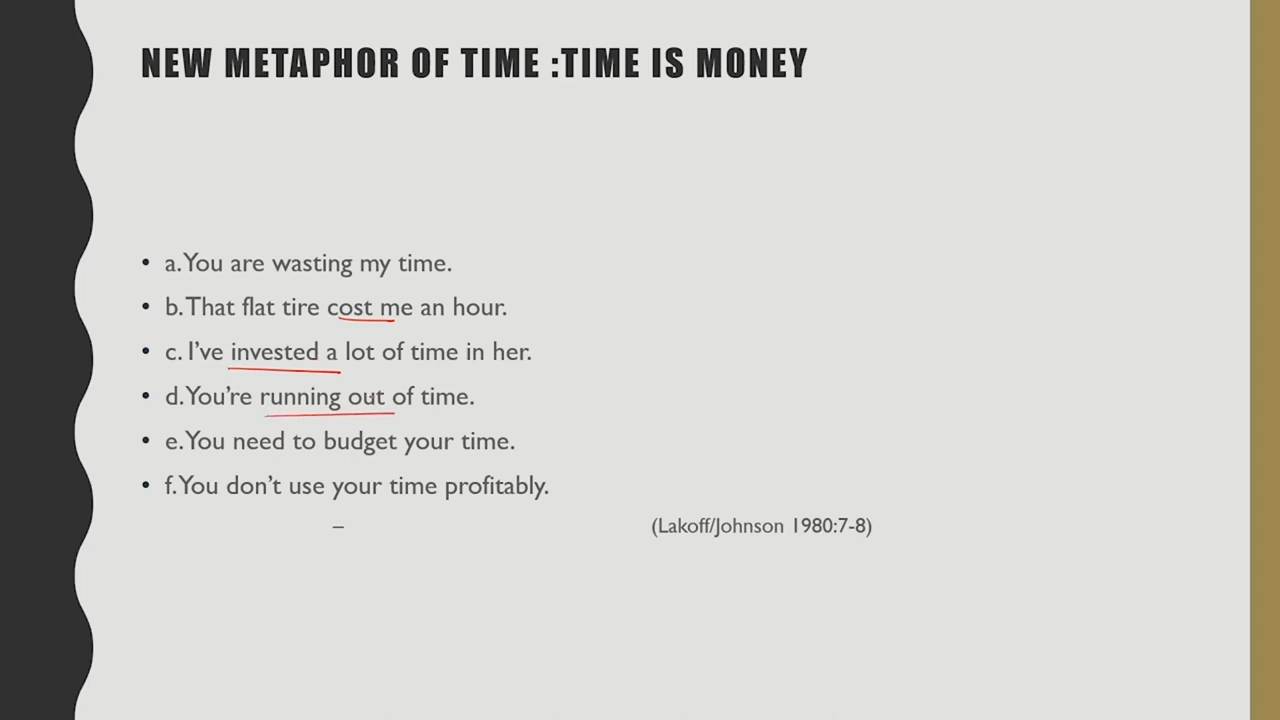 NEW METAPHOR OF TIME :TIME IS MONEY
• a.You are wasting my time.
• b.That flat tire cost me an hour.
• c. I’ve invested a lot of time in her.
• d.You’re running out of time.
• e.You need to budget your time.
• f.You don’t use your time profitably.
– (Lakoff/Johnson 1980:7-8)